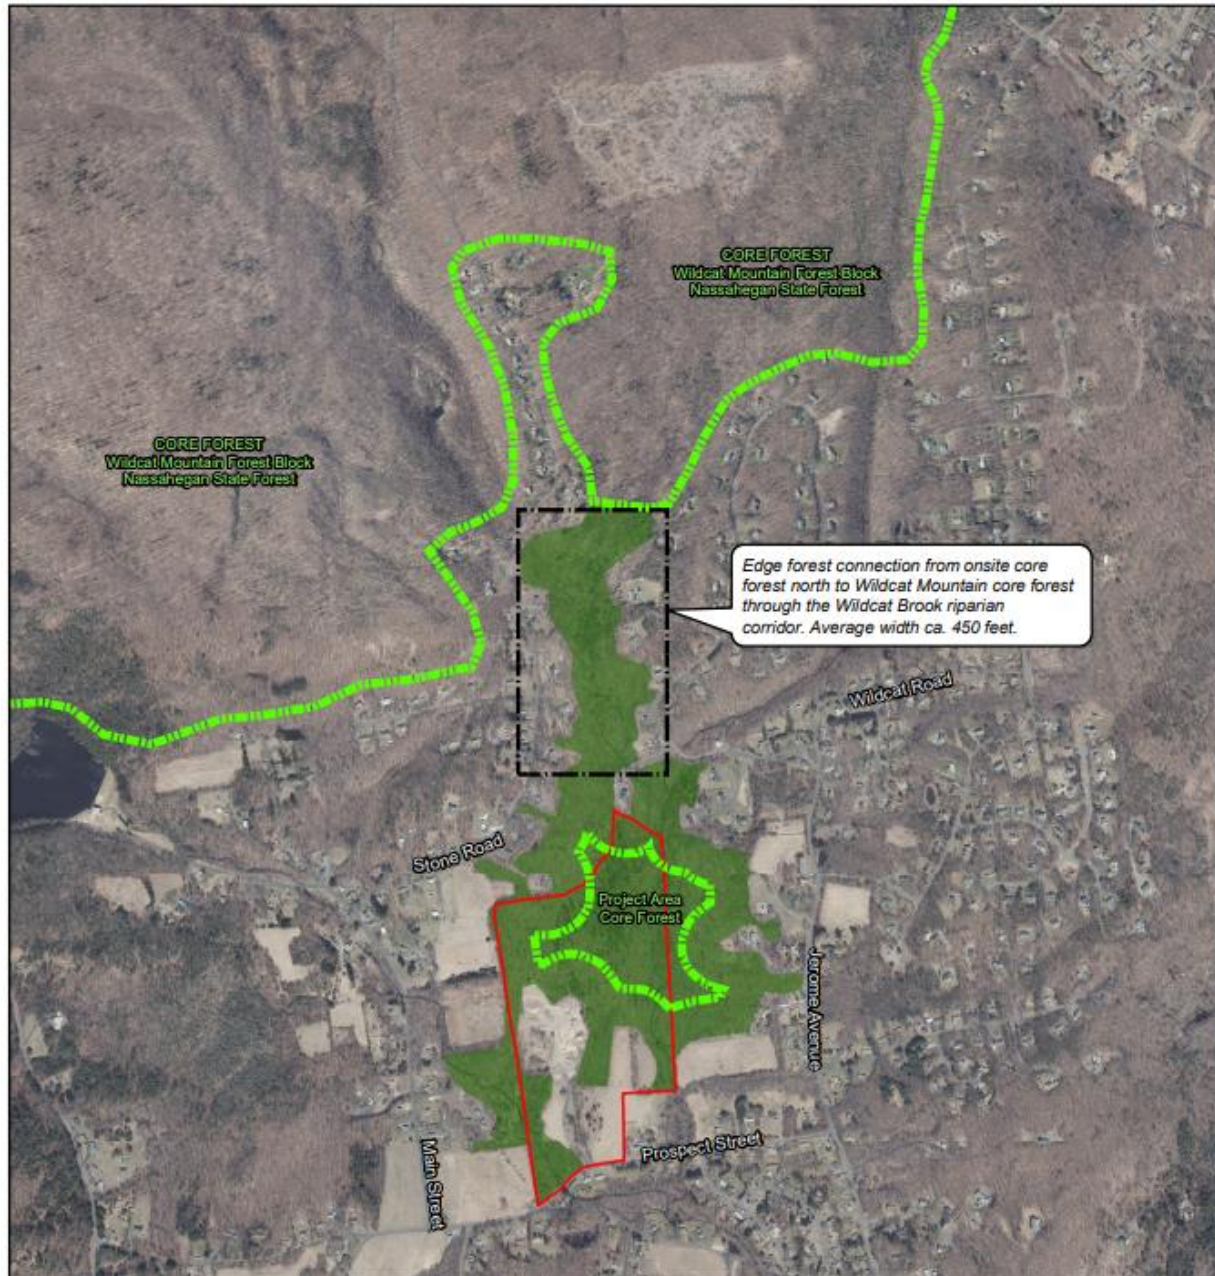 CORE FOREST
Wildcat Mountain Forest Block
Nassahegan State Forest
CORE FOREST
Wildcat Mountain Forest Block
Nassahegan State Forest
Edge forest connection from onsite core
forest north to Wildcat Mountain core forest
through the Wildcat Brook riparian
corridor. Average width ca. 450 feet.
Wildcat Road
Stone Road
Project Area
Core Forest
Jerome Avenue
Prospect Street
Main Street